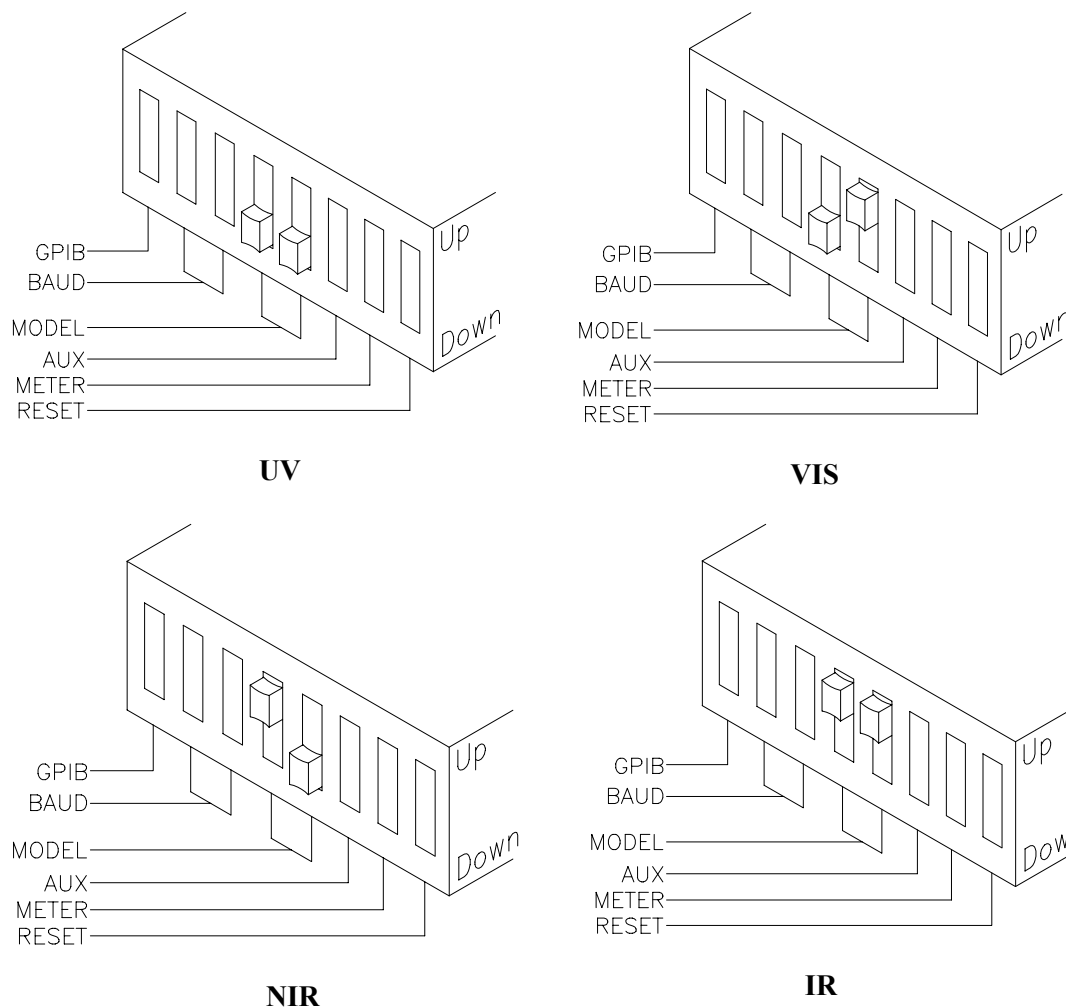 Up
GPIB
BAUD
Down
MODEL
AUX
METER
RESET
UV
Up
GPIB
BAUD
Down
MODEL
AUX
METER
RESET
VIS
Up
GPIB
BAUD
Down
MODEL
AUX
METER
RESET
NIR
Up
GPIB
BAUD
Dow
MODEL
AUX
METER
RESET
IR